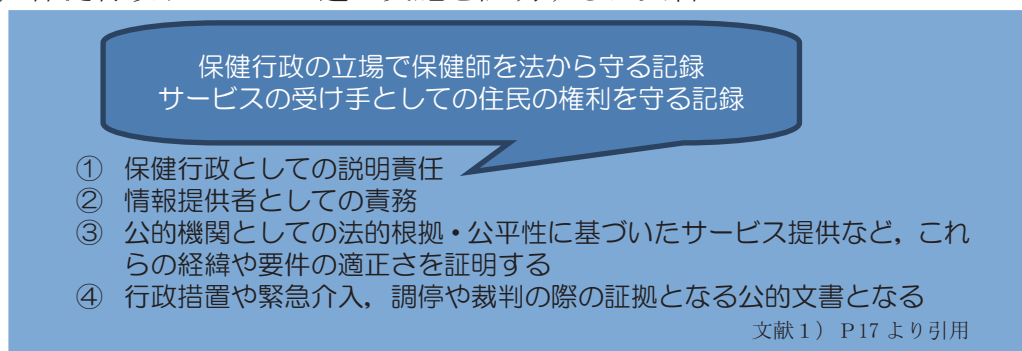 保健行政の立場で保健師を法から守る記録
サービスの受け手としての住民の権利を守る記録
① 保健行政としての説明責任
② 情報提供者としての責務
③ 公的機関としての法的根拠・公平性に基づいたサービス提供など，これ
らの経緯や要件の適正さを証明する
④ 行政措置や緊急介入，調停や裁判の際の証拠となる公的文書となる
文献１） P17 より引用